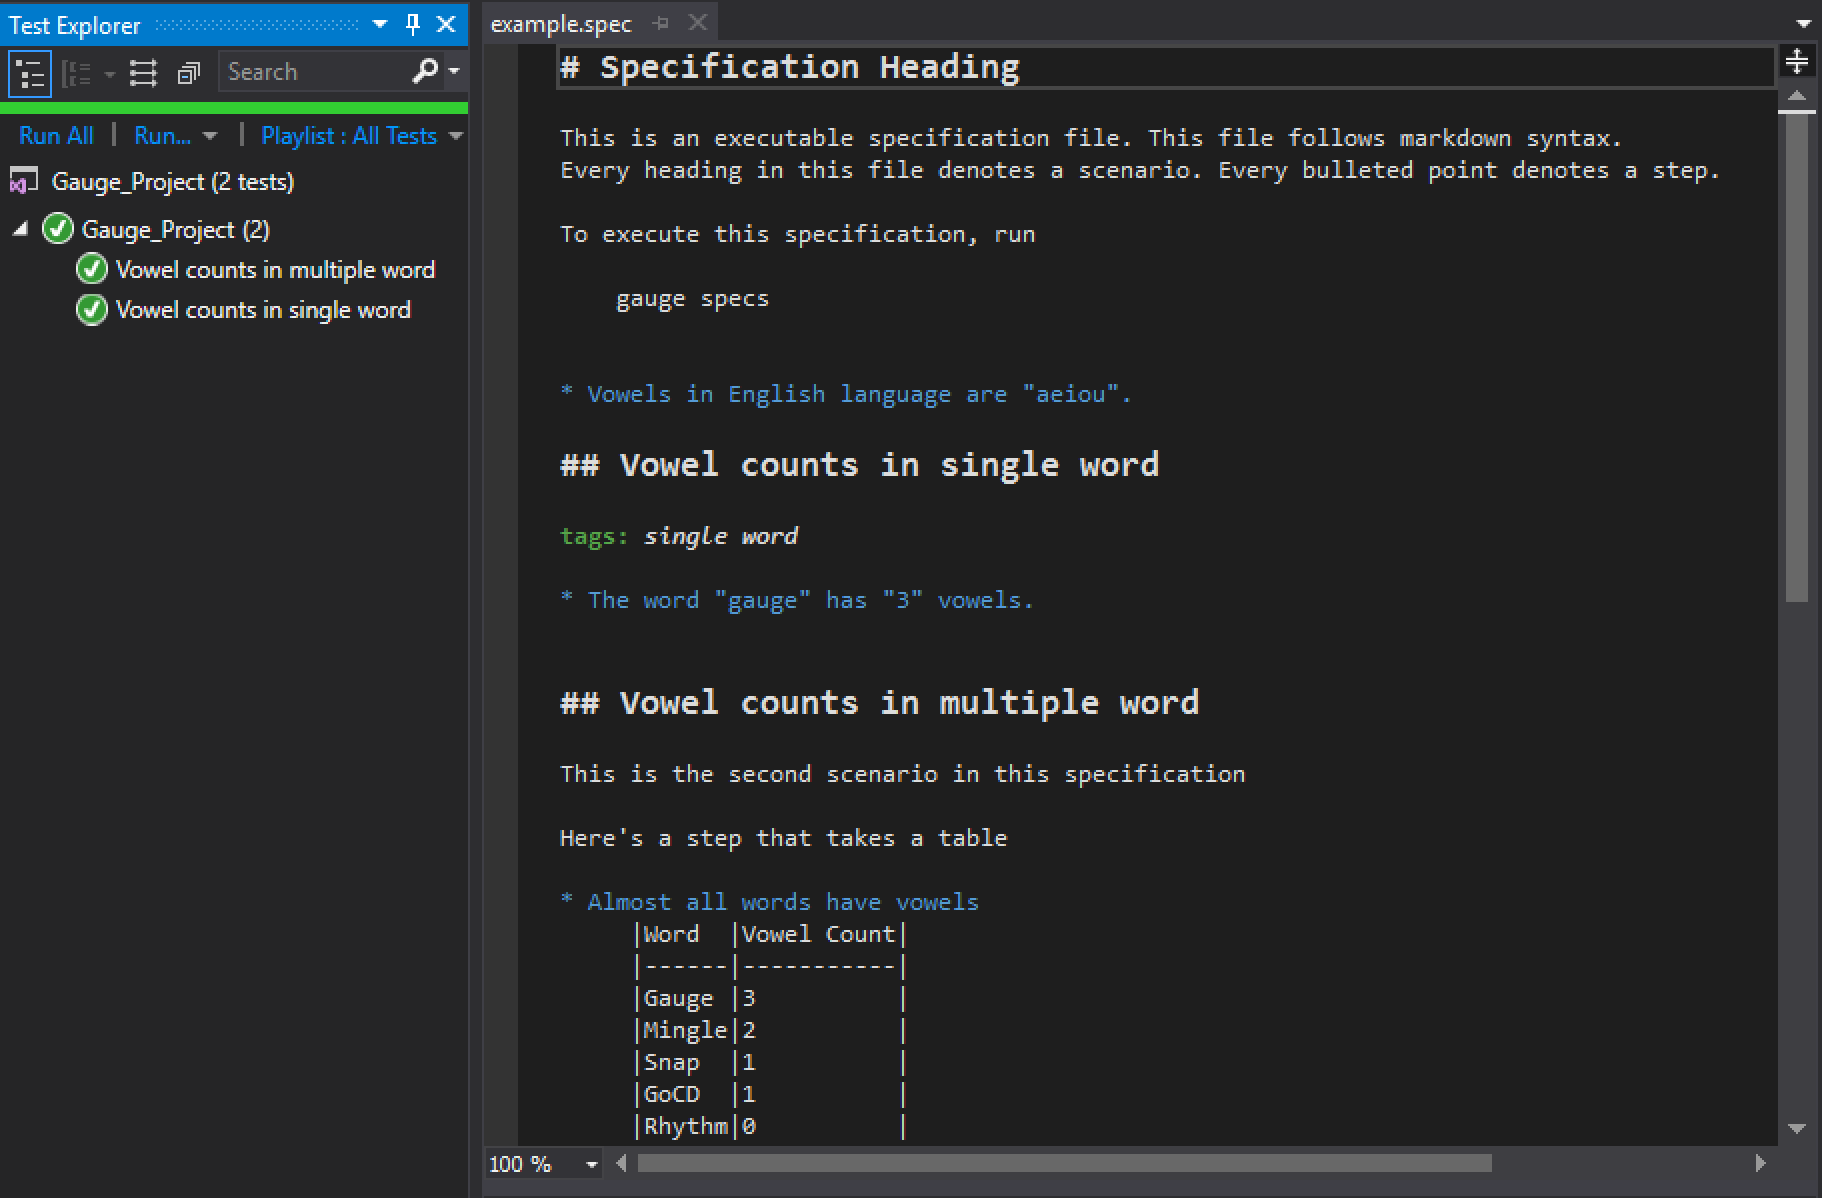 Test Explorer
Search
Run All | Run... | Playlist : All Tests
Gauge_Project (2 tests)
Gauge_Project (2)
Vowel counts in multiple word
Vowel counts in single word
example.spec
# Specification Heading
This is an executable specification file. This file follows markdown syntax.
Every heading in this file denotes a scenario. Every bulleted point denotes a step.
To execute this specification, run
gauge specs
* Vowels in English language are "aeiou".
## Vowel counts in single word
tags: single word
* The word "gauge" has "3" vowels.
## Vowel counts in multiple word
This is the second scenario in this specification
Here's a step that takes a table
* Almost all words have vowels
|Word  |Vowel Count|
|------|-----------|
|Gauge |3          |
|Mingle|2          |
|Snap  |1          |
|GoCD  |1          |
|Rhythm|0          |
100 %